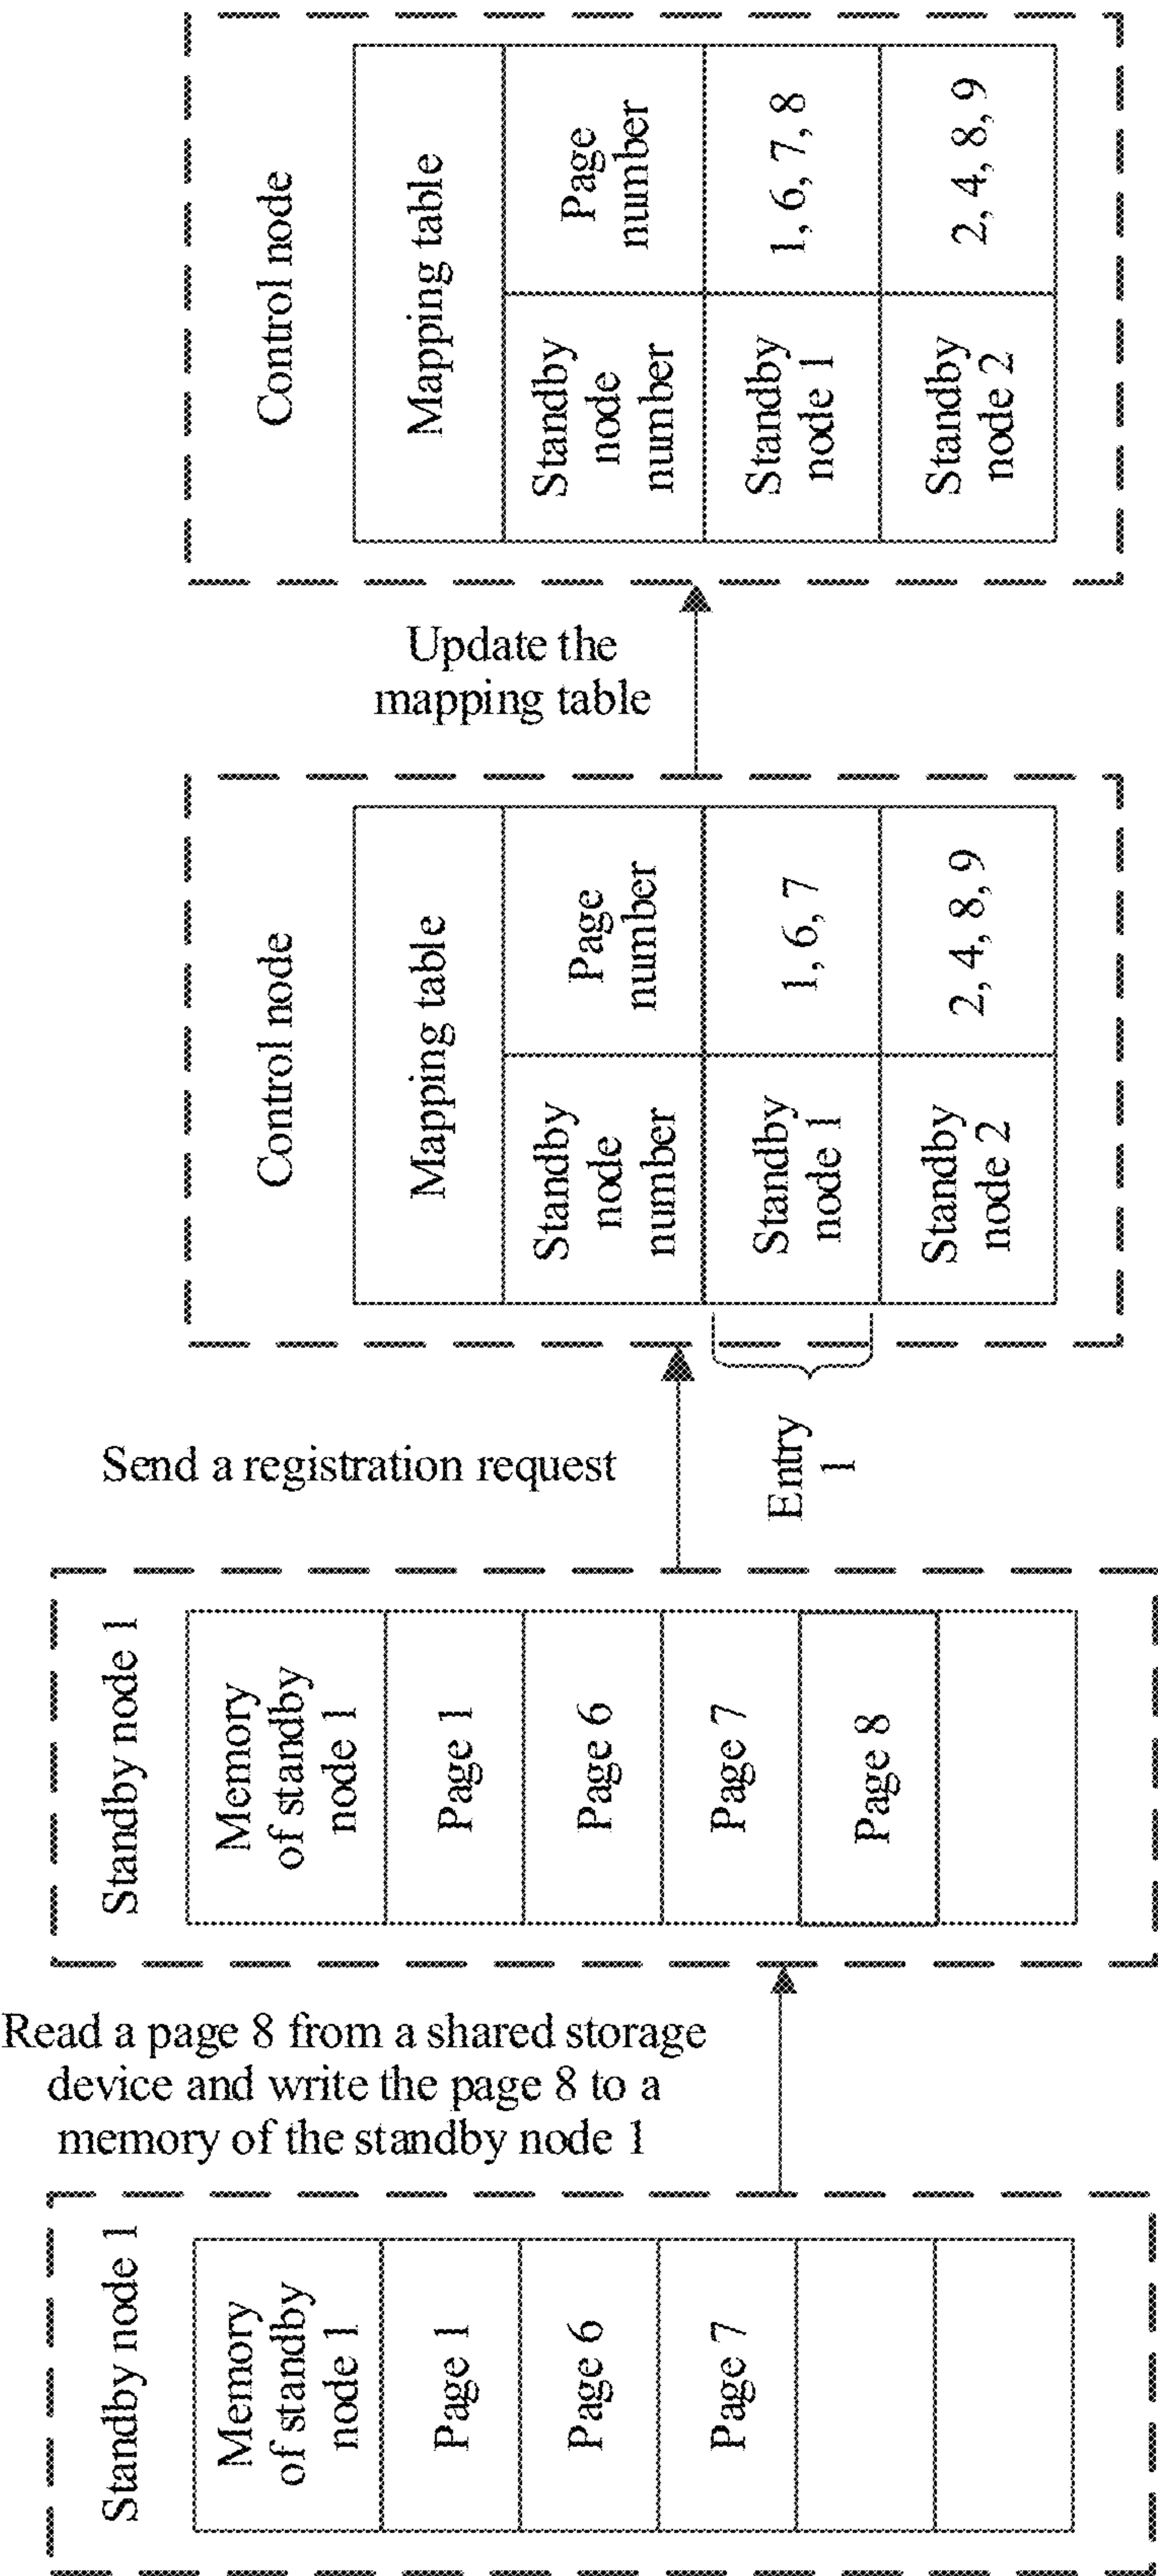 Standby node 1
Memory
of standby
node 1
Page 1
Page 6
Page 7
Read a page 8 from a shared storage
device and write the page 8 to a
memory of the standby node 1
Standby node 1
Memory
of standby
node 1
Page 1
Page 6
Page 7
Page 8
Send a registration request
Entry
1
Control node
Mapping table
Standby
node
number
Page
number
Standby
node 1
1, 6, 7
Standby
node 2
2, 4, 8, 9
Update the
mapping table
Control node
Mapping table
Standby
node
number
Page
number
Standby
node 1
1, 6, 7, 8
Standby
node 2
2, 4, 8, 9